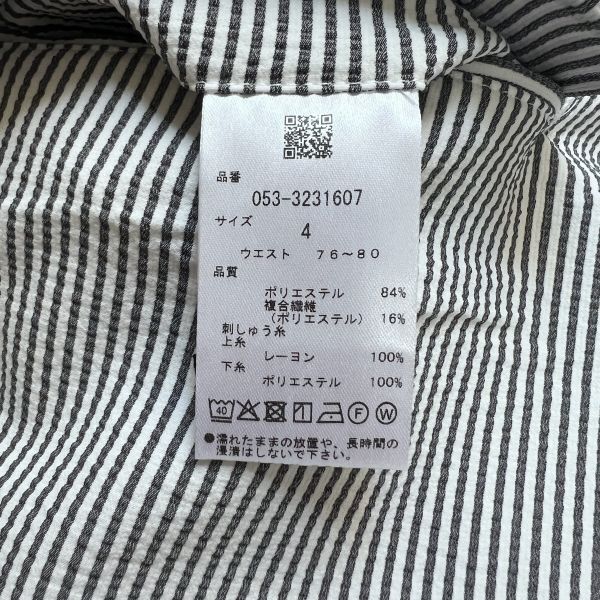 品番
053-3231607
サイズ
4
ウエスト 76～80
品質
ポリエステル 84%
複合繊維
(ポリエステル) 16%
刺しゅう糸
上糸
レーヨン 100%
下糸
ポリエステル 100%
40 F W
●濡れたままの放置や、長時間の
浸漬はしないで下さい。